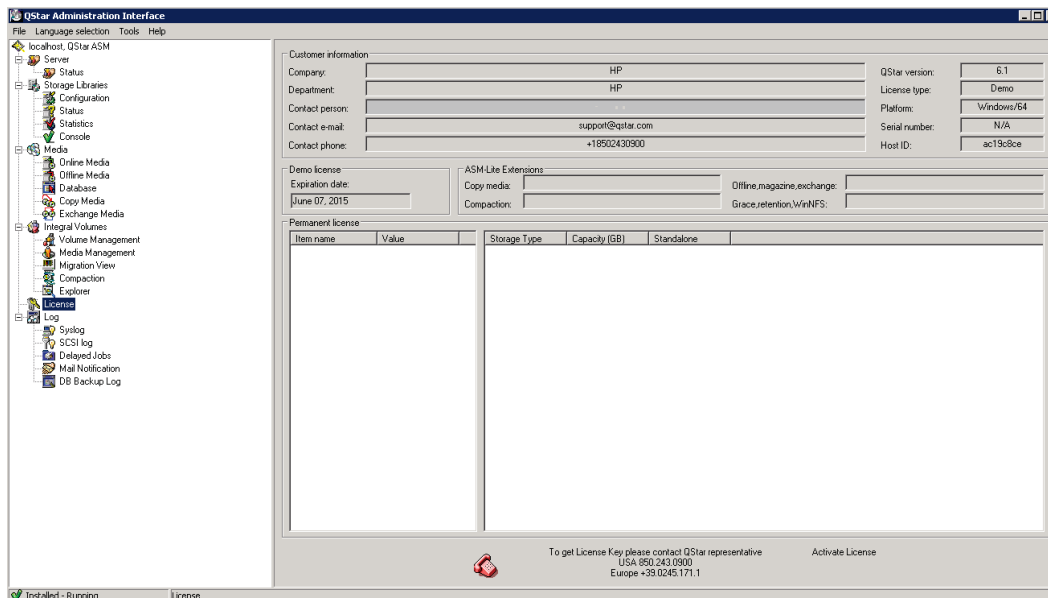 QStar Administration Interface
File Language selection Tools Help
localhost, QStar ASM
Server
Status
Storage Libraries
Configuration
Status
Statistics
Console
Media
Online Media
Offline Media
Database
Copy Media
Exchange Media
Integral Volumes
Volume Management
Media Management
Migration View
Compaction
Explorer
License
Log
Syslog
SCSI log
Delayed Jobs
Mail Notification
DB Backup Log
Customer information
Company: HP QStar version: 6.1
Department: HP License type: Demo
Contact person: Platform: Windows/64
Contact e-mail: support@qstar.com Serial number: N/A
Contact phone: +18502430900 Host ID: ac19c8ce
Demo license
Expiration date:
June 07, 2015
ASM-Lite Extensions
Copy media: Offline,magazine,exchange:
Compaction: Grace,retention,WinNFS:
Permanent license
Item name Value Storage Type Capacity (GB) Standalone
To get License Key please contact QStar representative Activate License
USA 850.243.0900
Europe +39.0245.171.1
Installed - Running License